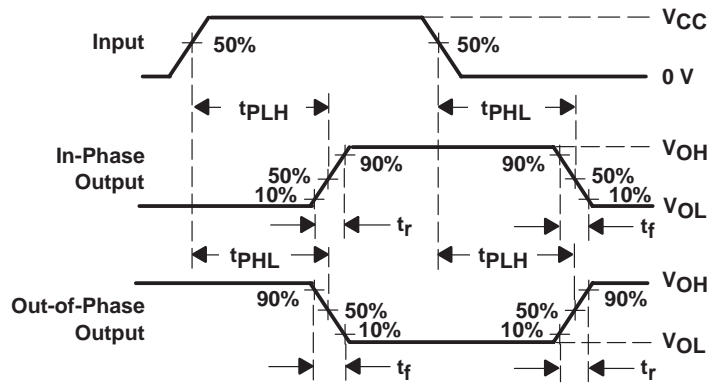 Input
50%
50%
VCC
0 V
tPLH
tPHL
In-Phase
Output
50%
10%
90%
90%
50%
10%
VOH
VOL
tr
tf
tPHL
tPLH
Out-of-Phase
Output
90%
50%
10%
50%
10%
90%
VOH
VOL
tf
tr